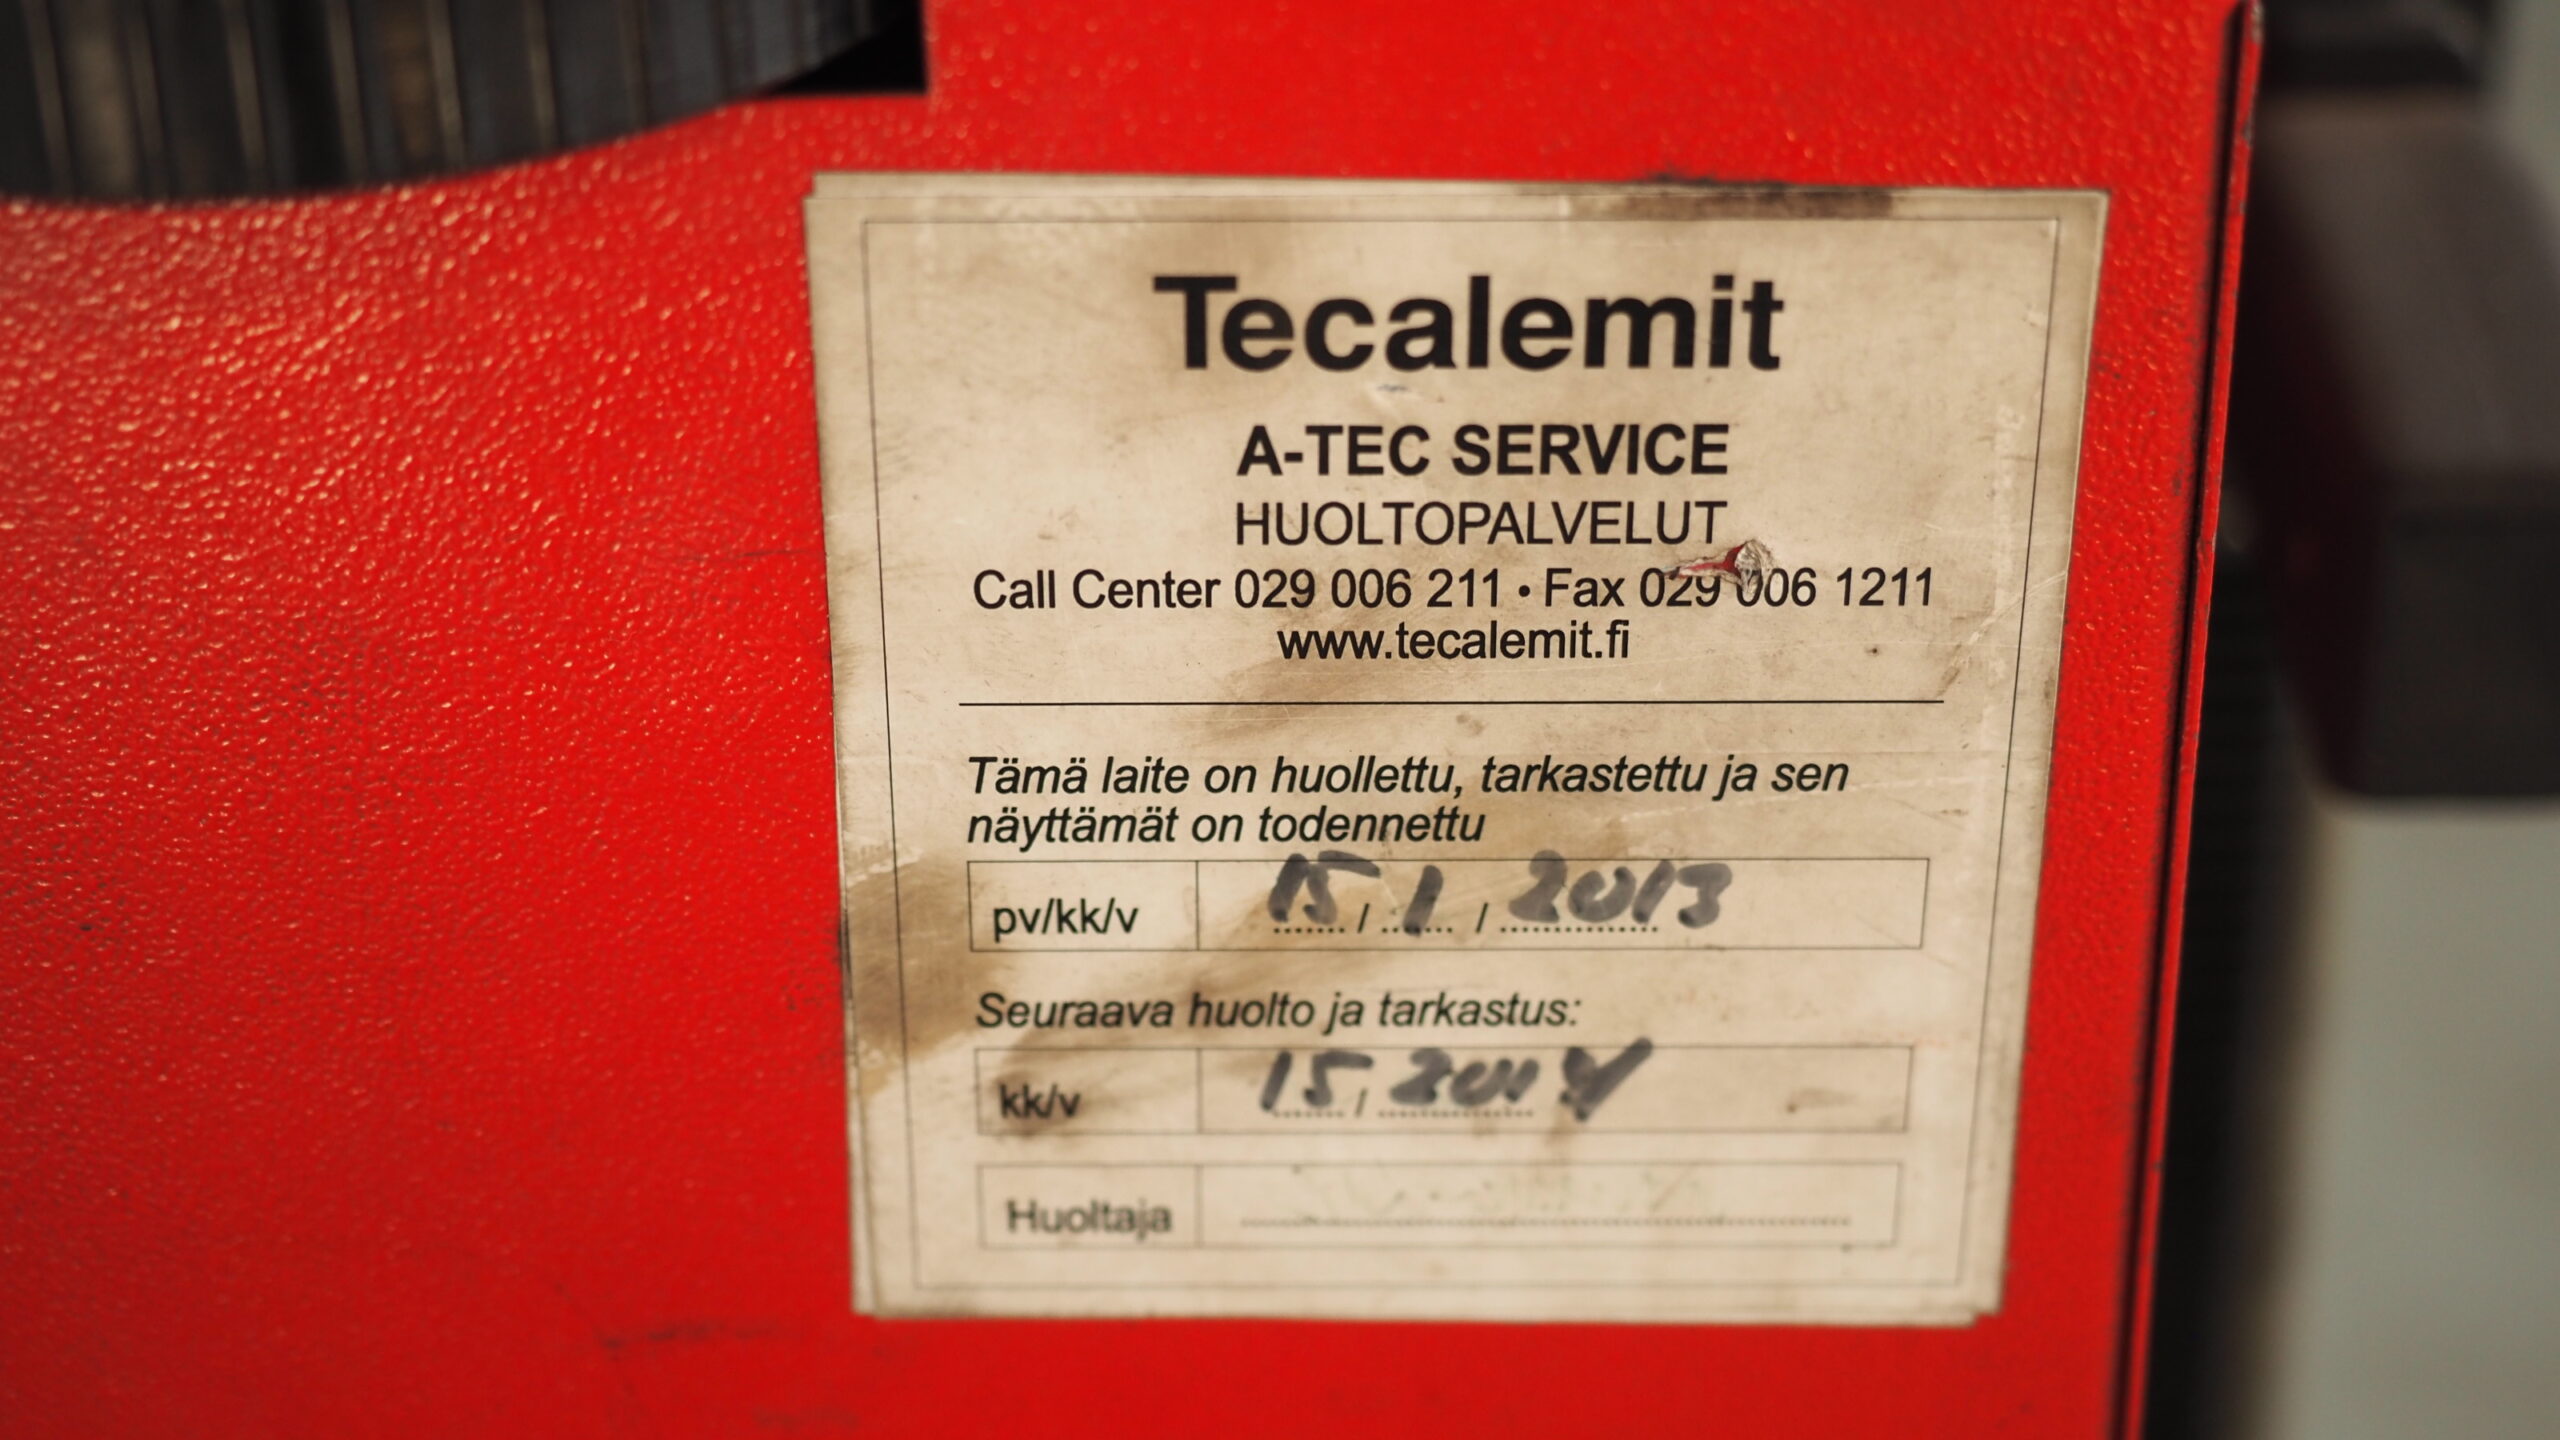 Tecalemit
A-TEC SERVICE
HUOLTOPALVELUT
Call Center 029 006 211 • Fax 029 006 1211
www.tecalemit.fi
Tämä laite on huollettu, tarkastettu ja sen
näyttämät on todennettu
pv/kk/v 15 / 1 / 2013
Seuraava huolto ja tarkastus:
kk/v 15 / 2014
Huoltaja